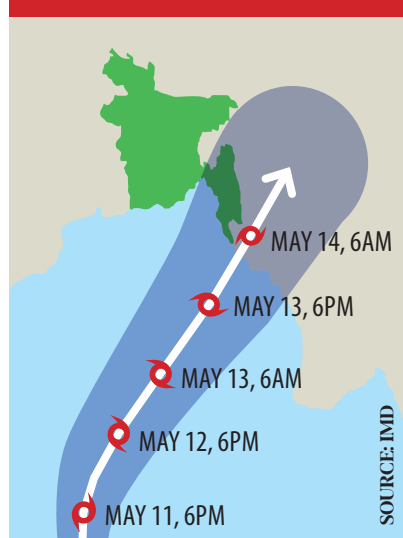 MAY 14, 6AM
MAY 13, 6PM
MAY 13, 6AM
MAY 12, 6PM
MAY 11, 6PM
SOURCE: IMD